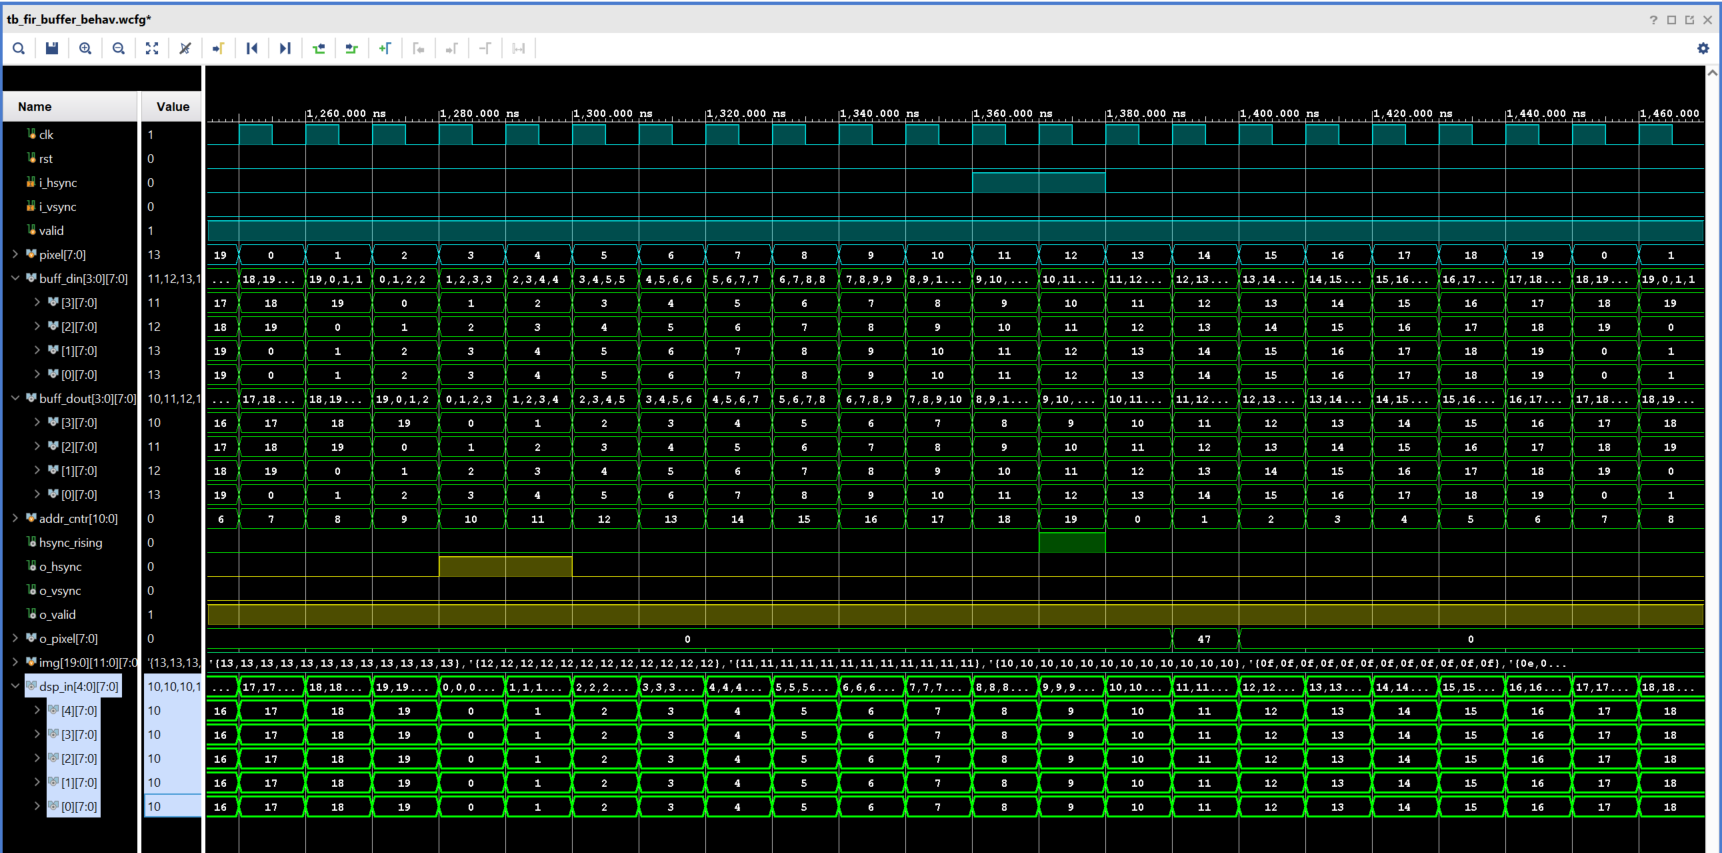 tb_fir_buffer_behav.wcfg*
Name Value 1,260.000 ns 1,280.000 ns 1,300.000 ns 1,320.000 ns 1,340.000 ns 1,360.000 ns 1,380.000 ns 1,400.000 ns 1,420.000 ns 1,440.000 ns 1,460.000
clk 1
rst 0
i_hsync 0
i_vsync 0
valid 1
pixel[7:0] 13 19 0 1 2 3 4 5 6 7 8 9 10 11 12 13 14 15 16 17 18 19 0 1
buff_din[3:0][7:0] 11,12,13,1 ... 18,19... 19,0,1,1 0,1,2,2 1,2,3,3 2,3,4,4 3,4,5,5 4,5,6,6 5,6,7,7 6,7,8,8 7,8,9,9 8,9,1... 9,10,... 10,11... 11,12... 12,13... 13,14... 14,15... 15,16... 16,17... 17,18... 18,19... 19,0,1,1
[3][7:0] 11 17 18 19 0 1 2 3 4 5 6 7 8 9 10 11 12 13 14 15 16 17 18 19
[2][7:0] 12 18 19 0 1 2 3 4 5 6 7 8 9 10 11 12 13 14 15 16 17 18 19 0
[1][7:0] 13 19 0 1 2 3 4 5 6 7 8 9 10 11 12 13 14 15 16 17 18 19 0 1
[0][7:0] 13 19 0 1 2 3 4 5 6 7 8 9 10 11 12 13 14 15 16 17 18 19 0 1
buff_dout[3:0][7:0] 10,11,12,1 ... 17,18... 18,19... 19,0,1,2 0,1,2,3 1,2,3,4 2,3,4,5 3,4,5,6 4,5,6,7 5,6,7,8 6,7,8,9 7,8,9,10 8,9,1... 9,10,... 10,11... 11,12... 12,13... 13,14... 14,15... 15,16... 16,17... 17,18... 18,19...
[3][7:0] 10 16 17 18 19 0 1 2 3 4 5 6 7 8 9 10 11 12 13 14 15 16 17 18
[2][7:0] 11 17 18 19 0 1 2 3 4 5 6 7 8 9 10 11 12 13 14 15 16 17 18 19
[1][7:0] 12 18 19 0 1 2 3 4 5 6 7 8 9 10 11 12 13 14 15 16 17 18 19 0
[0][7:0] 13 19 0 1 2 3 4 5 6 7 8 9 10 11 12 13 14 15 16 17 18 19 0 1
addr_cntr[10:0] 0 6 7 8 9 10 11 12 13 14 15 16 17 18 19 0 1 2 3 4 5 6 7 8
hsync_rising 0
o_hsync 0
o_vsync 0
o_valid 1
o_pixel[7:0] 0 0 47 0
img[19:0][11:0][7:0 '{13,13,13, '{13,13,13,13,13,13,13,13,13,13,13,13},'{12,12,12,12,12,12,12,12,12,12,12,12},'{11,11,11,11,11,11,11,11,11,11,11,11},'{10,10,10,10,10,10,10,10,10,10,10,10},'{0f,0f,0f,0f,0f,0f,0f,0f,0f,0f,0f,0f},'{0e,0...
dsp_in[4:0][7:0] 10,10,10,1 ... 17,17... 18,18... 19,19... 0,0,0... 1,1,1... 2,2,2... 3,3,3... 4,4,4... 5,5,5... 6,6,6... 7,7,7... 8,8,8... 9,9,9... 10,10... 11,11... 12,12... 13,13... 14,14... 15,15... 16,16... 17,17... 18,18...
[4][7:0] 10 16 17 18 19 0 1 2 3 4 5 6 7 8 9 10 11 12 13 14 15 16 17 18
[3][7:0] 10 16 17 18 19 0 1 2 3 4 5 6 7 8 9 10 11 12 13 14 15 16 17 18
[2][7:0] 10 16 17 18 19 0 1 2 3 4 5 6 7 8 9 10 11 12 13 14 15 16 17 18
[1][7:0] 10 16 17 18 19 0 1 2 3 4 5 6 7 8 9 10 11 12 13 14 15 16 17 18
[0][7:0] 10 16 17 18 19 0 1 2 3 4 5 6 7 8 9 10 11 12 13 14 15 16 17 18